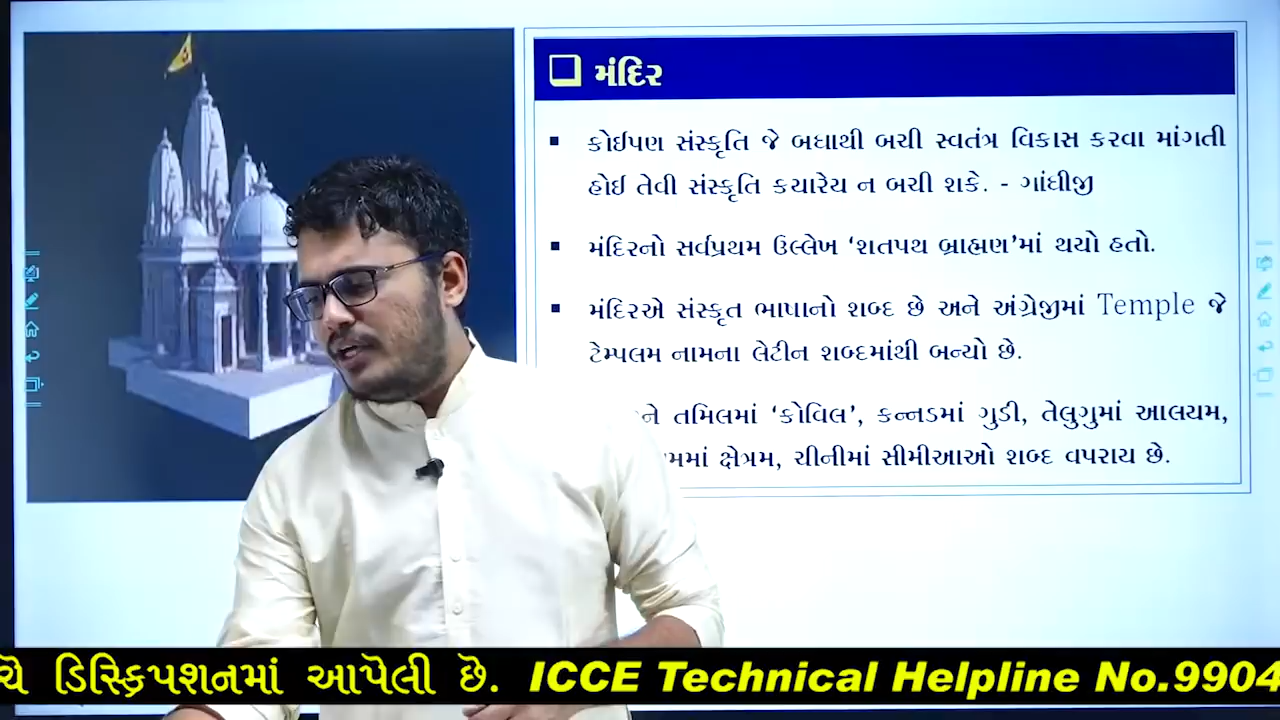 ❑ મંદિર
▪ કોઈપણ સંસ્કૃતિ જે બધાથી બચી સ્વતંત્ર વિકાસ કરવા માંગતી
હોઈ તેવી સંસ્કૃતિ કયારેય ન બચી શકે. - ગાંધીજી
▪ મંદિરનો સર્વપ્રથમ ઉલ્લેખ ‘શતપથ બ્રાહ્મણ’માં થયો હતો.
▪ મંદિરએ સંસ્કૃત ભાષાનો શબ્દ છે અને અંગ્રેજીમાં Temple જે
ટેમ્પલમ નામના લેટીન શબ્દમાંથી બન્યો છે.
તમિલમાં ‘કોવિલ’, કન્નડમાં ગુડી, તેલુગુમાં આલયમ,
ક્ષેત્રમ, ચીનીમાં સીમીઆઓ શબ્દ વપરાય છે.
ડિસ્ક્રિપશનમાં આપેલી છે. ICCE Technical Helpline No.9904